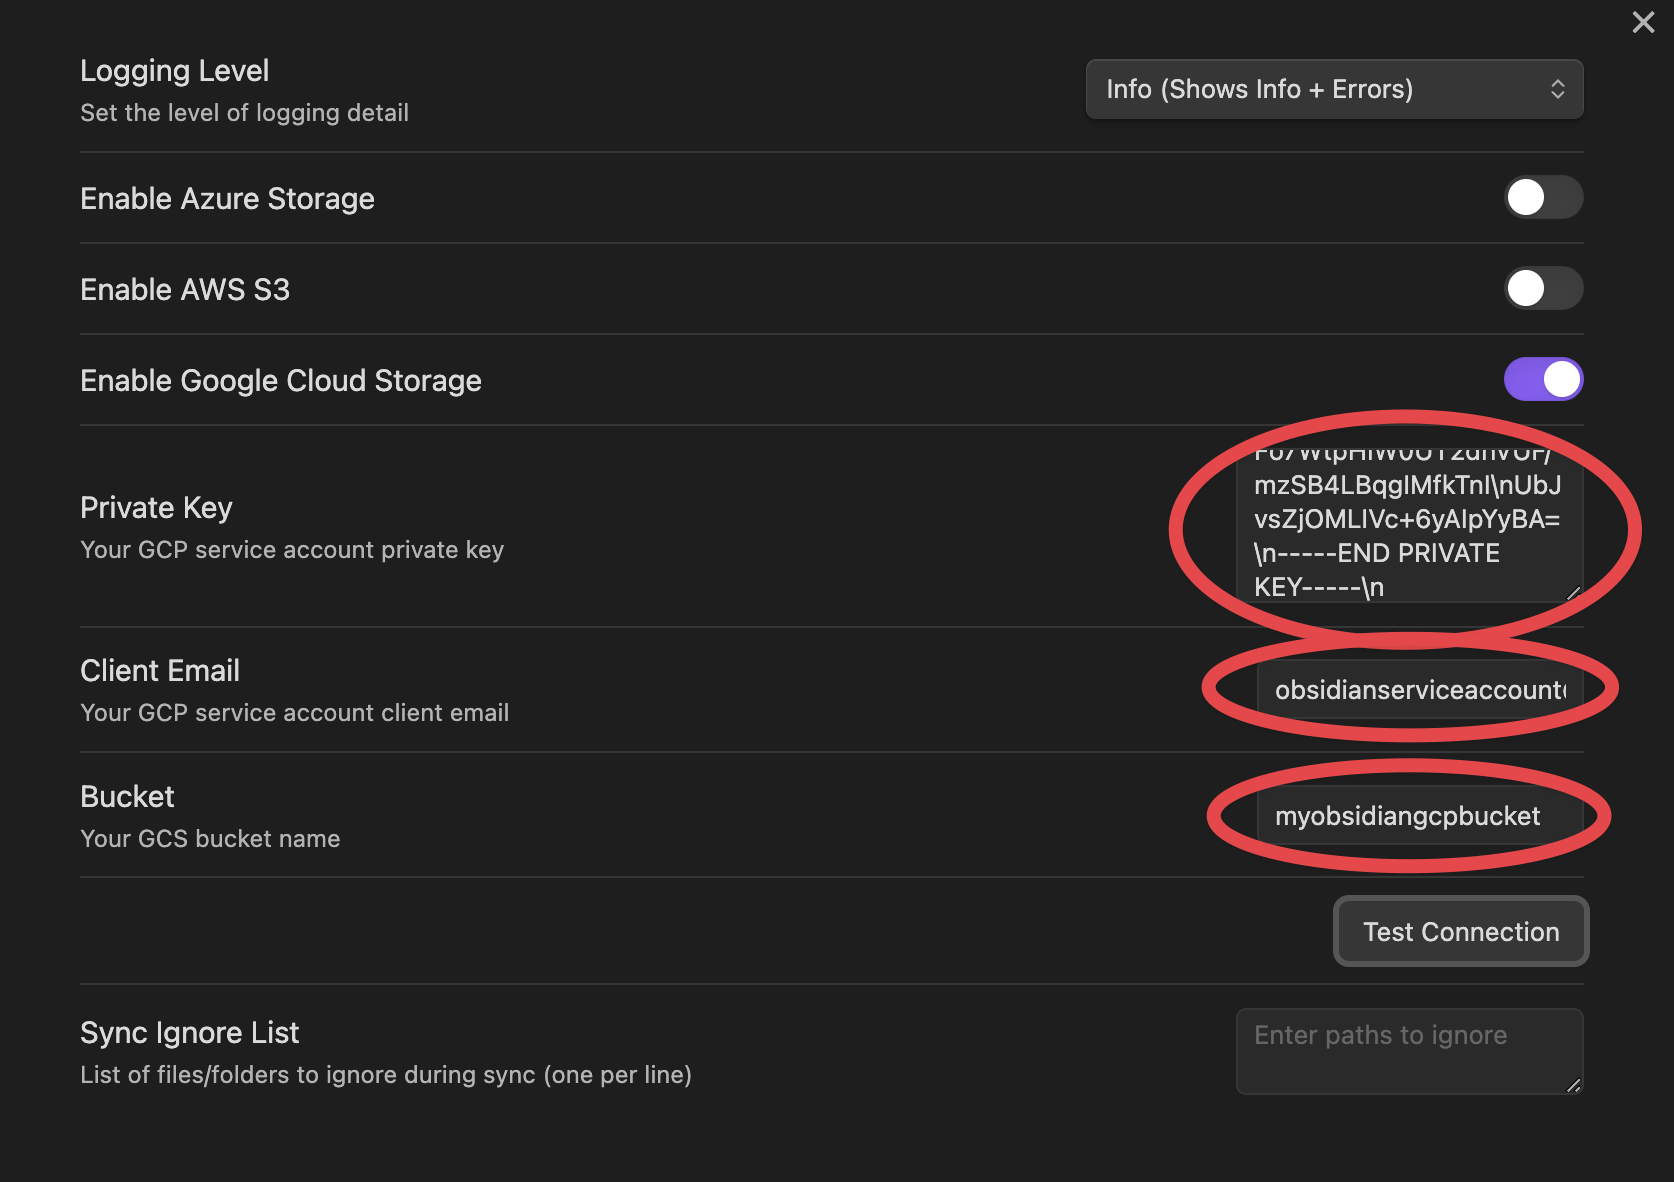 Logging Level
Info (Shows Info + Errors)
Set the level of logging detail
Enable Azure Storage
Enable AWS S3
Enable Google Cloud Storage
Private Key
Your GCP service account private key
mzSB4LBqgIMfkTnI\nUbJ
vsZjOMLIVc+6yAlpYyBA=
\n-----END PRIVATE
KEY-----\n
Client Email
Your GCP service account client email
obsidianserviceaccount
Bucket
Your GCS bucket name
myobsidiangcpbucket
Test Connection
Sync Ignore List
List of files/folders to ignore during sync (one per line)
Enter paths to ignore